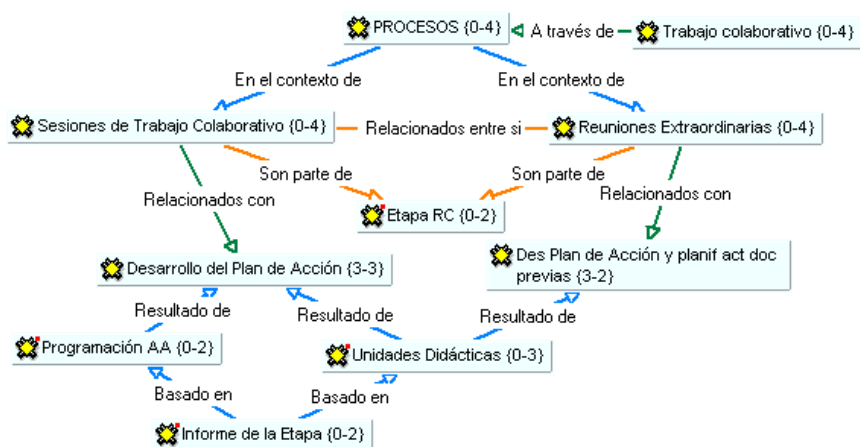 PROCESOS {0-4}
A través de
Trabajo colaborativo {0-4}
En el contexto de
En el contexto de
Sesiones de Trabajo Colaborativo {0-4}
Relacionados entre si
Reuniones Extraordinarias {0-4}
Son parte de
Son parte de
Relacionados con
Relacionados con
Etapa RC {0-2}
Desarrollo del Plan de Acción {3-3}
Des Plan de Acción y planif act doc
previas {3-2}
Resultado de
Resultado de
Resultado de
Programación AA {0-2}
Unidades Didácticas {0-3}
Basado en
Basado en
Informe de la Etapa {0-2}